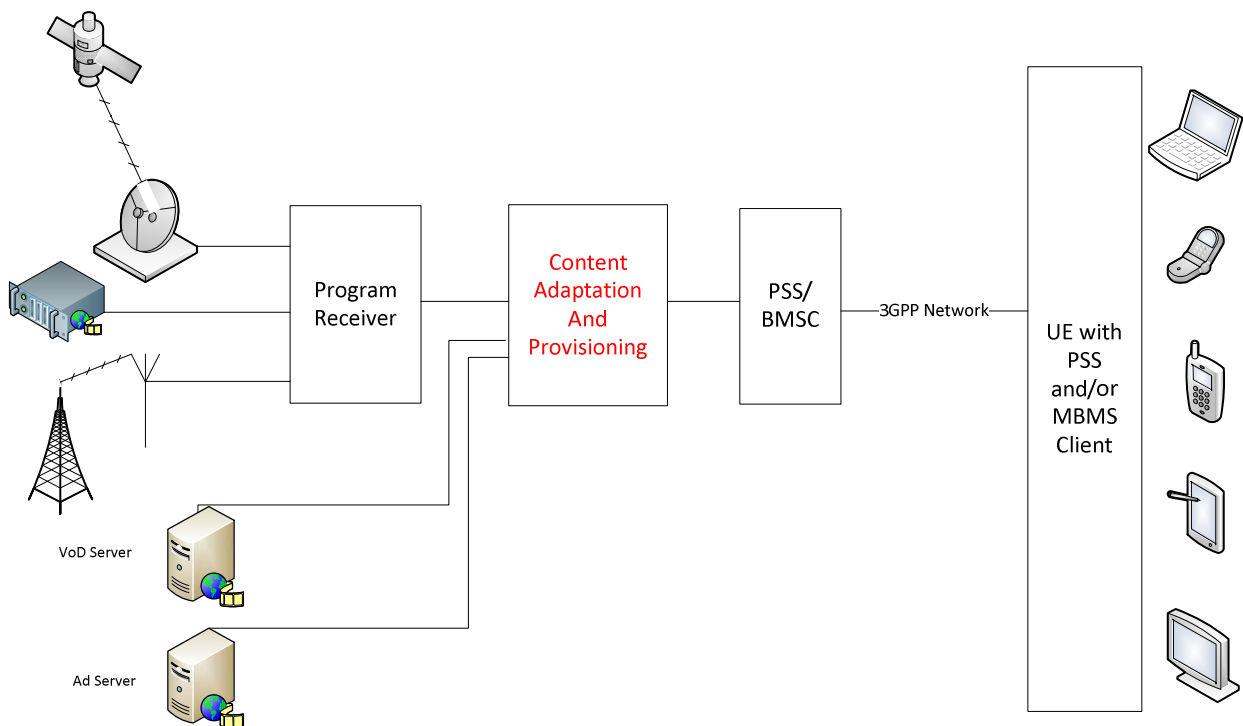 Program
Receiver
Content
Adaptation
And
Provisioning
PSS/
BMSC
3GPP Network
UE with
PSS
and/or
MBMS
Client
VoD Server
Ad Server